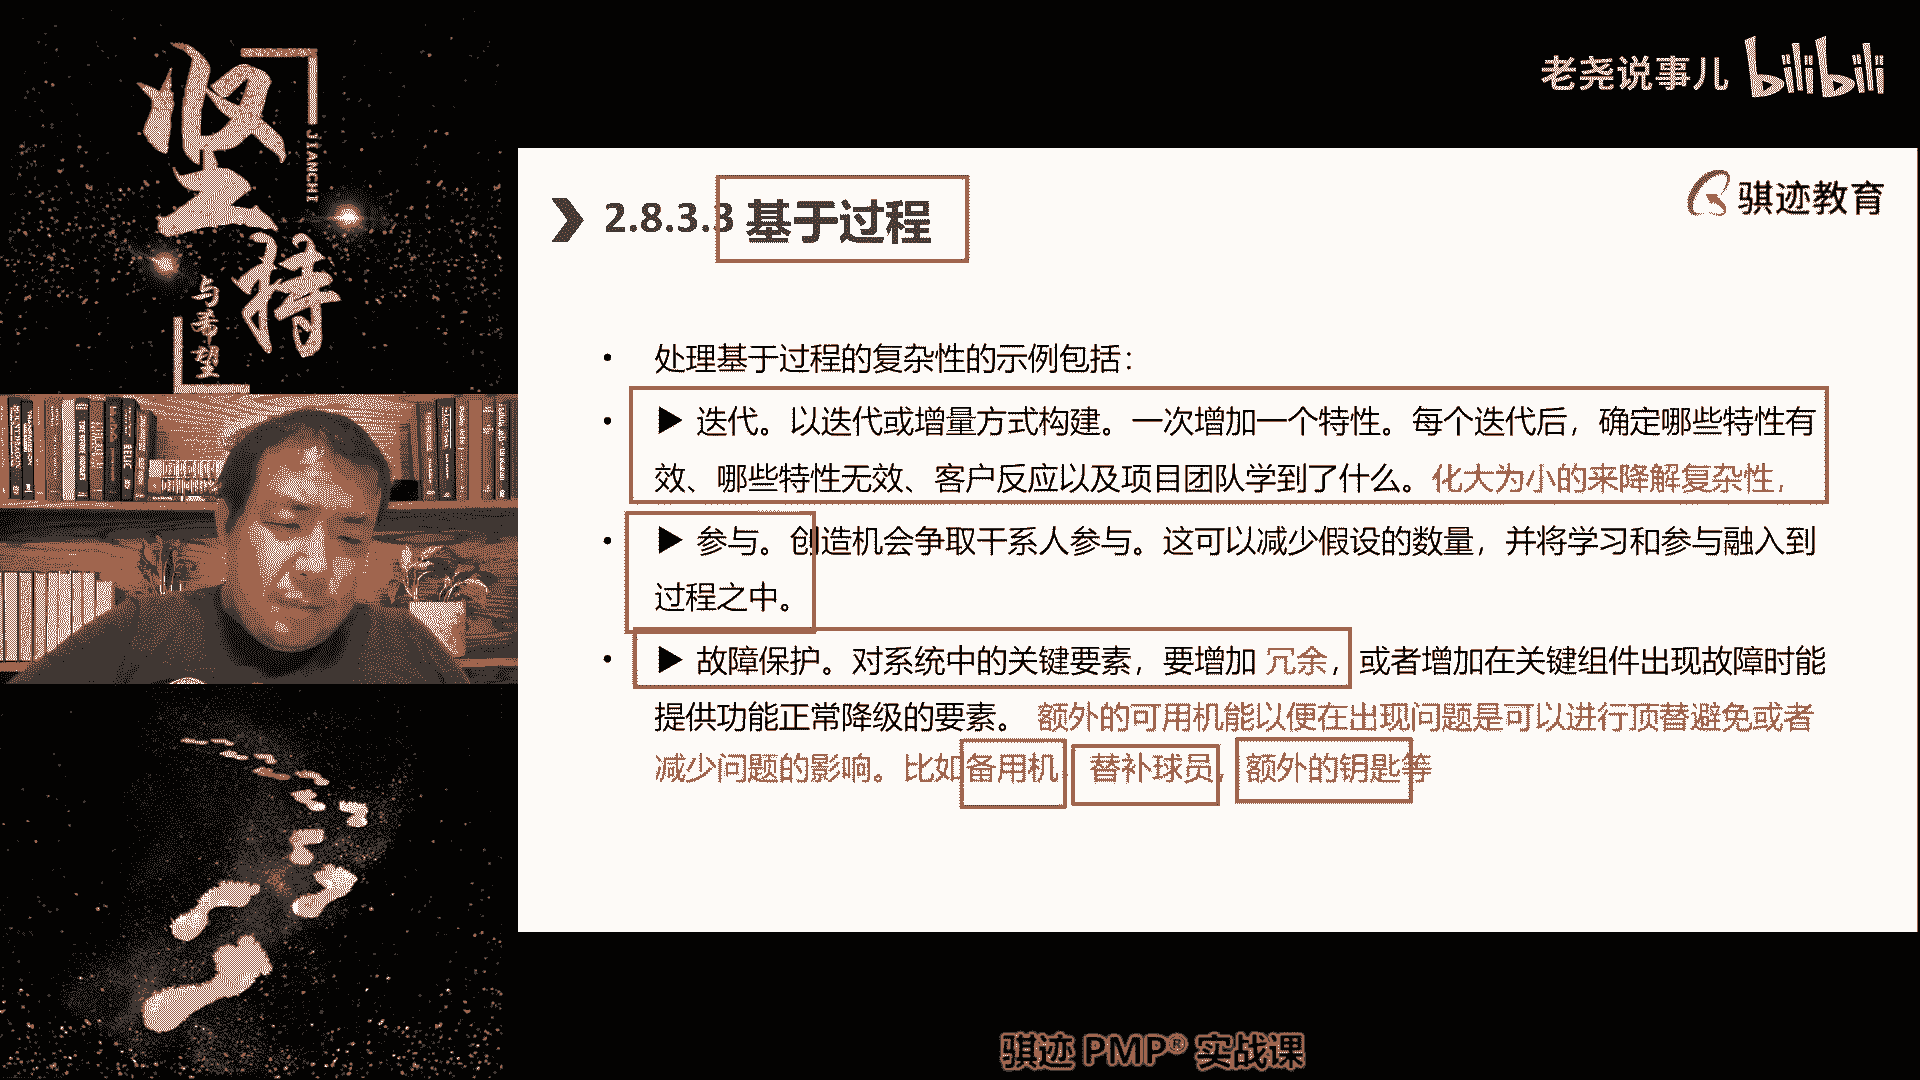 坚持
JIANCHI
与希望
老尧说事儿 bilibili
骐迹教育
2.8.3.3 基于过程
• 处理基于过程的复杂性的示例包括：
• ▶ 迭代。以迭代或增量方式构建。一次增加一个特性。每个迭代后，确定哪些特性有
效、哪些特性无效、客户反应以及项目团队学到了什么。化大为小的来降解复杂性，
• ▶ 参与。创造机会争取干系人参与。这可以减少假设的数量，并将学习和参与融入到
过程之中。
• ▶ 故障保护。对系统中的关键要素，要增加 冗余，或者增加在关键组件出现故障时能
提供功能正常降级的要素。 额外的可用机能以便在出现问题是可以进行顶替避免或者
减少问题的影响。比如备用机，替补球员，额外的钥匙等
骐迹 PMP® 实战课